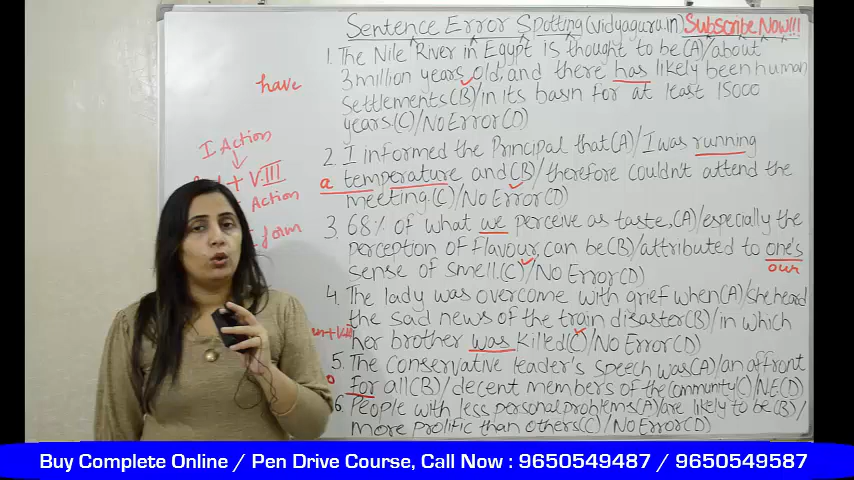 Sentence Error Spotting (vidyaguru.in) Subscribe Now!!!
1. The Nile River in Egypt is thought to be (A)/about
3 million years old, and there has likely been human
settlements (B)/in its basin for at least 15000
years. (C)/No Error (D)
2. I informed the Principal that (A)/I was running
a temperature and (B)/therefore couldn't attend the
meeting. (C)/No Error (D)
3. 68% of what we perceive as taste, (A)/especially the
perception of flavour, can be (B)/attributed to one's
our
sense of smell. (C)/No Error (D)
4. The lady was overcome with grief when (A)/she heard
the sad news of the train disaster (B)/in which
her brother was killed (C)/No Error (D)
5. The conservative leader's speech was (A)/an affront
for all (B)/decent members of the community (C)/N.E (D)
6. People with less personal problems (A)/are likely to be (B)/
more prolific than others (C)/No Error (D)
have
I Action
+ VIII
Action
form
Buy Complete Online / Pen Drive Course, Call Now : 9650549487 / 9650549587